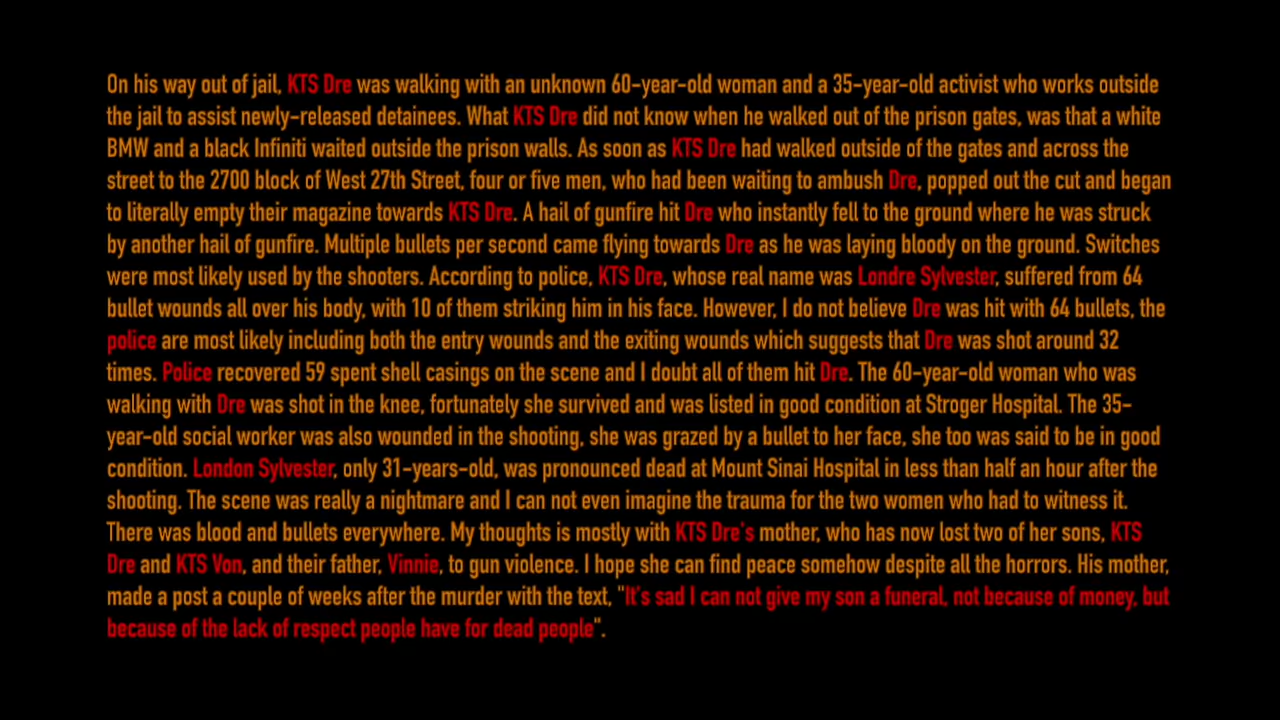 On his way out of jail, KTS Dre was walking with an unknown 60-year-old woman and a 35-year-old activist who works outside
the jail to assist newly-released detainees. What KTS Dre did not know when he walked out of the prison gates, was that a white
BMW and a black Infiniti waited outside the prison walls. As soon as KTS Dre had walked outside of the gates and across the
street to the 2700 block of West 27th Street, four or five men, who had been waiting to ambush Dre, popped out the cut and began
to literally empty their magazine towards KTS Dre. A hail of gunfire hit Dre who instantly fell to the ground where he was struck
by another hail of gunfire. Multiple bullets per second came flying towards Dre as he was laying bloody on the ground. Switches
were most likely used by the shooters. According to police, KTS Dre, whose real name was Londre Sylvester, suffered from 64
bullet wounds all over his body, with 10 of them striking him in his face. However, I do not believe Dre was hit with 64 bullets, the
police are most likely including both the entry wounds and the exiting wounds which suggests that Dre was shot around 32
times. Police recovered 59 spent shell casings on the scene and I doubt all of them hit Dre. The 60-year-old woman who was
walking with Dre was shot in the knee, fortunately she survived and was listed in good condition at Stroger Hospital. The 35-
year-old social worker was also wounded in the shooting, she was grazed by a bullet to her face, she too was said to be in good
condition. London Sylvester, only 31-years-old, was pronounced dead at Mount Sinai Hospital in less than half an hour after the
shooting. The scene was really a nightmare and I can not even imagine the trauma for the two women who had to witness it.
There was blood and bullets everywhere. My thoughts is mostly with KTS Dre's mother, who has now lost two of her sons, KTS
Dre and KTS Von, and their father, Vinnie, to gun violence. I hope she can find peace somehow despite all the horrors. His mother,
made a post a couple of weeks after the murder with the text, "It's sad I can not give my son a funeral, not because of money, but
because of the lack of respect people have for dead people".